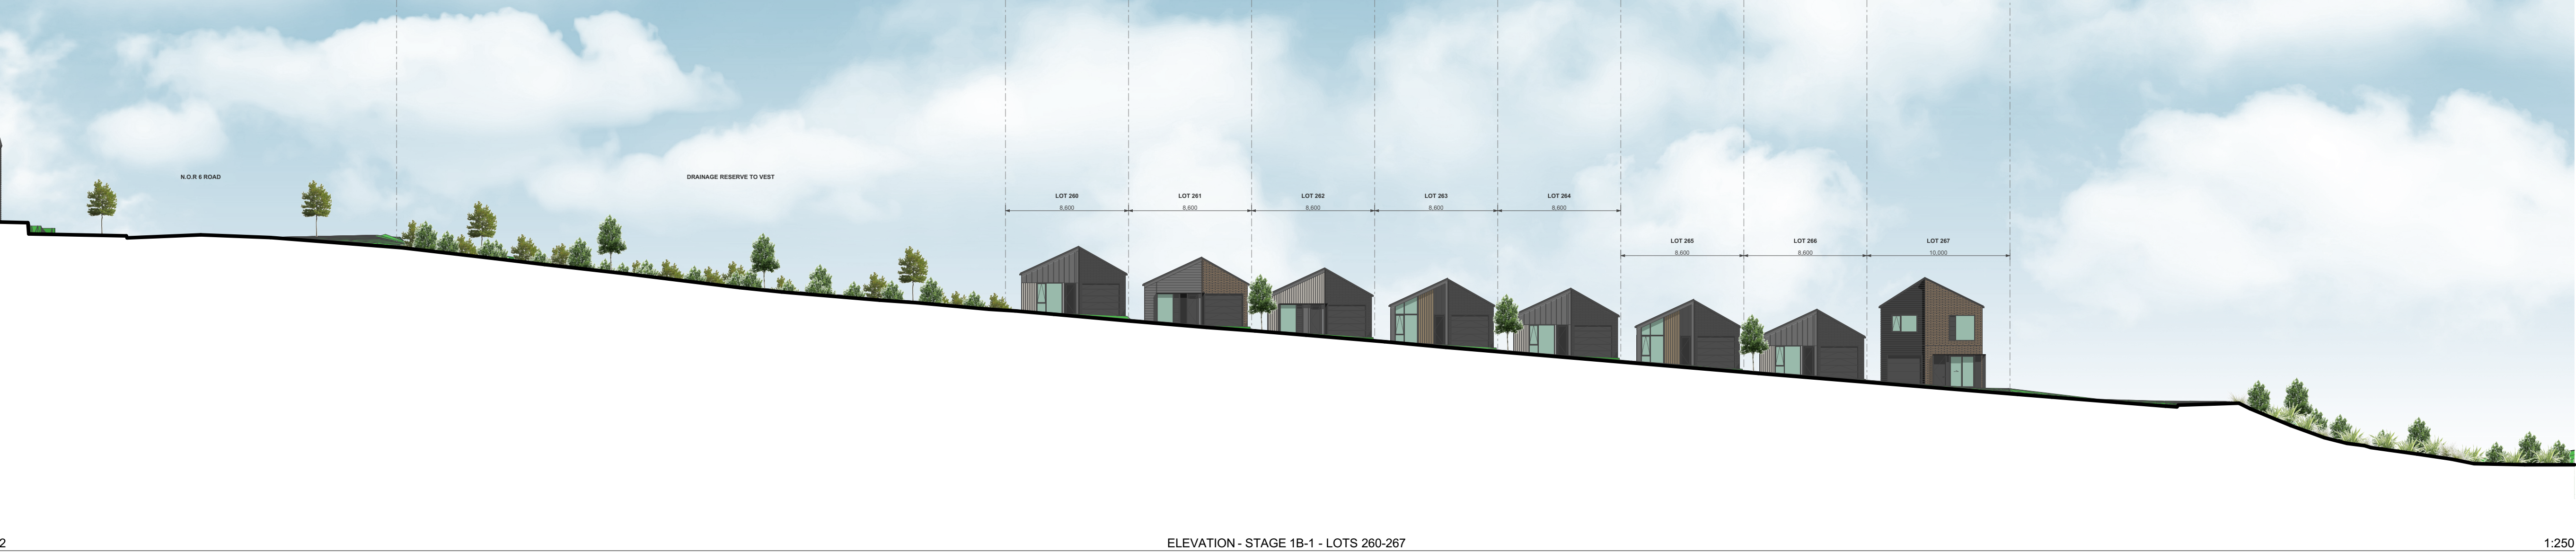 N.O.R 6 ROAD
DRAINAGE RESERVE TO VEST
LOT 260
8,600
LOT 261
8,600
LOT 262
8,600
LOT 263
8,600
LOT 264
8,600
LOT 265
8,600
LOT 266
8,600
LOT 267
10,000
2
ELEVATION - STAGE 1B-1 - LOTS 260-267
1:250